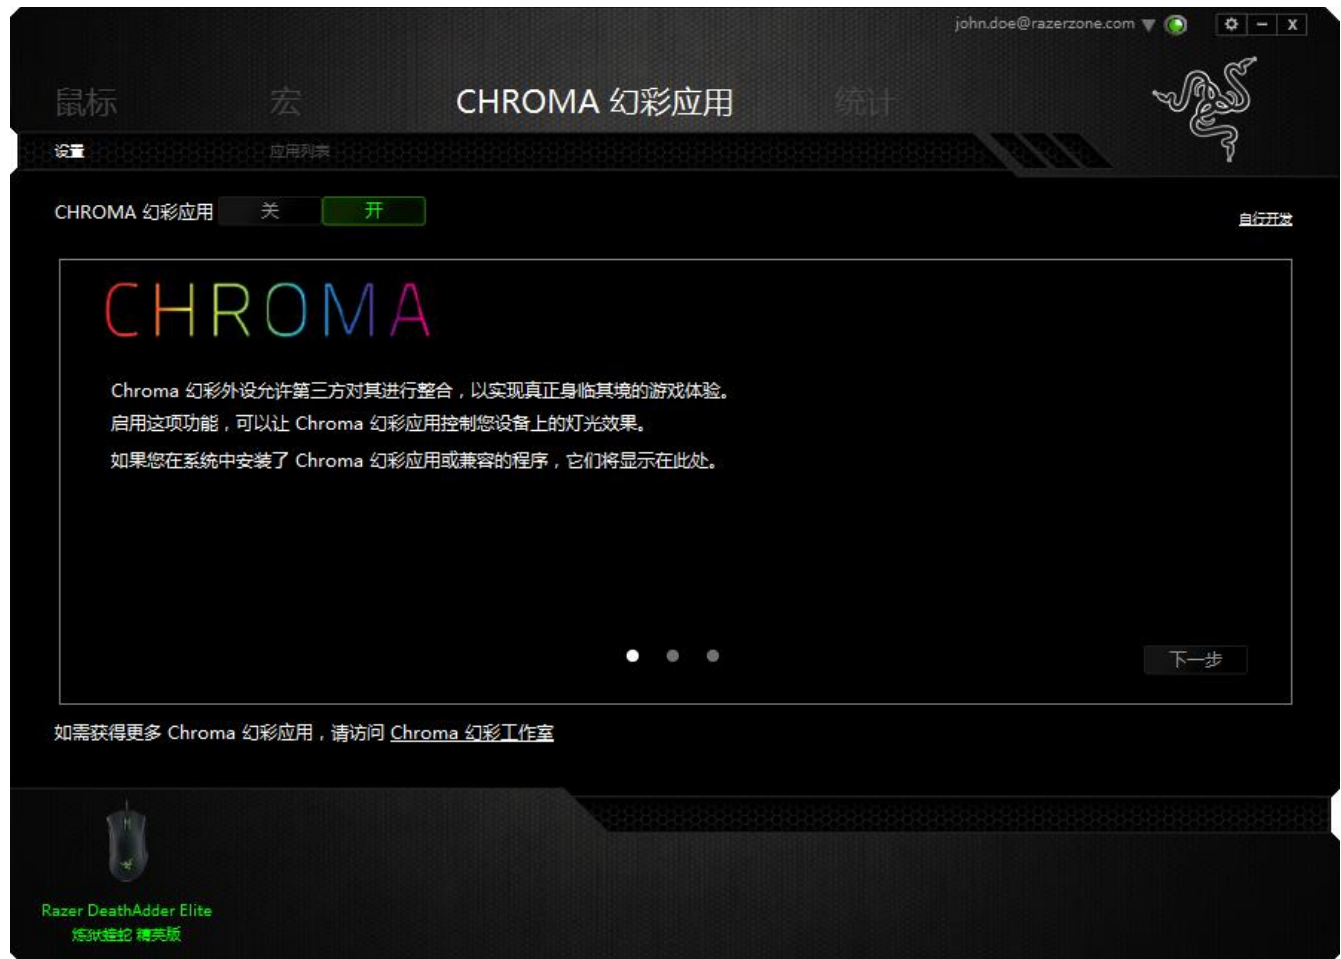 john.doe@razerzone.com
鼠标 宏 CHROMA 幻彩应用 统计
设置 应用列表
CHROMA 幻彩应用 关 开
自行开发
CHROMA
Chroma 幻彩外设允许第三方对其进行整合，以实现真正身临其境的游戏体验。
启用这项功能，可以让 Chroma 幻彩应用控制您设备上的灯光效果。
如果您在系统中安装了 Chroma 幻彩应用或兼容的程序，它们将显示在此处。
下一步
如需获得更多 Chroma 幻彩应用，请访问 Chroma 幻彩工作室
Razer DeathAdder Elite
炼狱蝰蛇 精英版